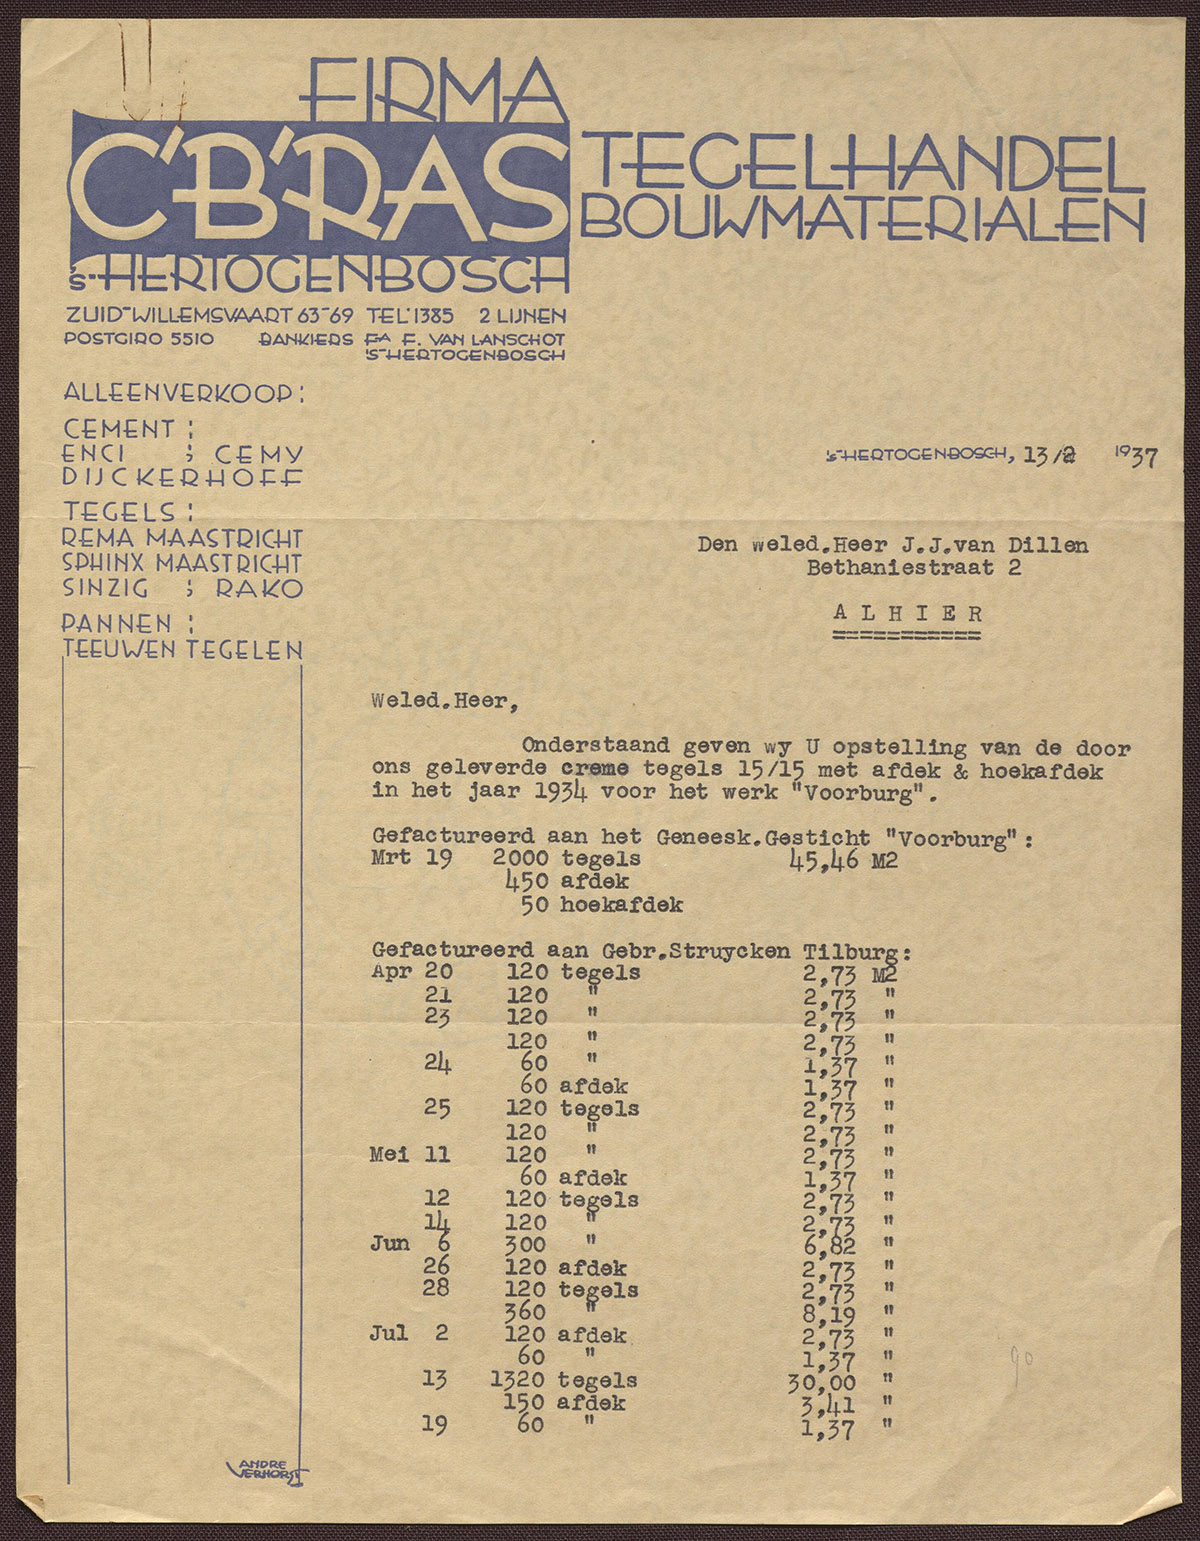 FIRMA
C'B'RAS
TEGELHANDEL
BOUWMATERIALEN
'S-HERTOGENBOSCH
ZUID-WILLEMSVAART 63-69 TEL' 1385 2 LIJNEN
POSTGIRO 5510 BANKIERS FA F. VAN LANSCHOT
'S-HERTOGENBOSCH
ALLEENVERKOOP:
CEMENT:
ENCI ; CEMY
DIJCKERHOFF
TEGELS:
REMA MAASTRICHT
SPHINX MAASTRICHT
SINZIG ; RAKO
PANNEN:
TEEUWEN TEGELEN
'S-HERTOGENBOSCH, 13/2 1937
Den weled.Heer J.J.van Dillen
Bethaniestraat 2
A L H I E R
===========
Weled.Heer,
Onderstaand geven wy U opstelling van de door
ons geleverde creme tegels 15/15 met afdek & hoekafdek
in het jaar 1934 voor het werk "Voorburg".
Gefactureerd aan het Geneesk.Gesticht "Voorburg":
Mrt 19 2000 tegels 45,46 M2
450 afdek
50 hoekafdek
Gefactureerd aan Gebr.Struycken Tilburg:
Apr 20 120 tegels 2,73 M2
21 120 " 2,73 "
23 120 " 2,73 "
120 " 2,73 "
24 60 " 1,37 "
60 afdek 1,37 "
25 120 tegels 2,73 "
120 " 2,73 "
Mei 11 120 " 2,73 "
60 afdek 1,37 "
12 120 tegels 2,73 "
14 120 " 2,73 "
Jun 6 300 " 6,82 "
26 120 afdek 2,73 "
28 120 tegels 2,73 "
360 " 8,19 "
Jul 2 120 afdek 2,73 "
60 " 1,37 "
13 1320 tegels 30,00 "
150 afdek 3,41 "
19 60 " 1,37 "
90
ANDRE
VERHORST